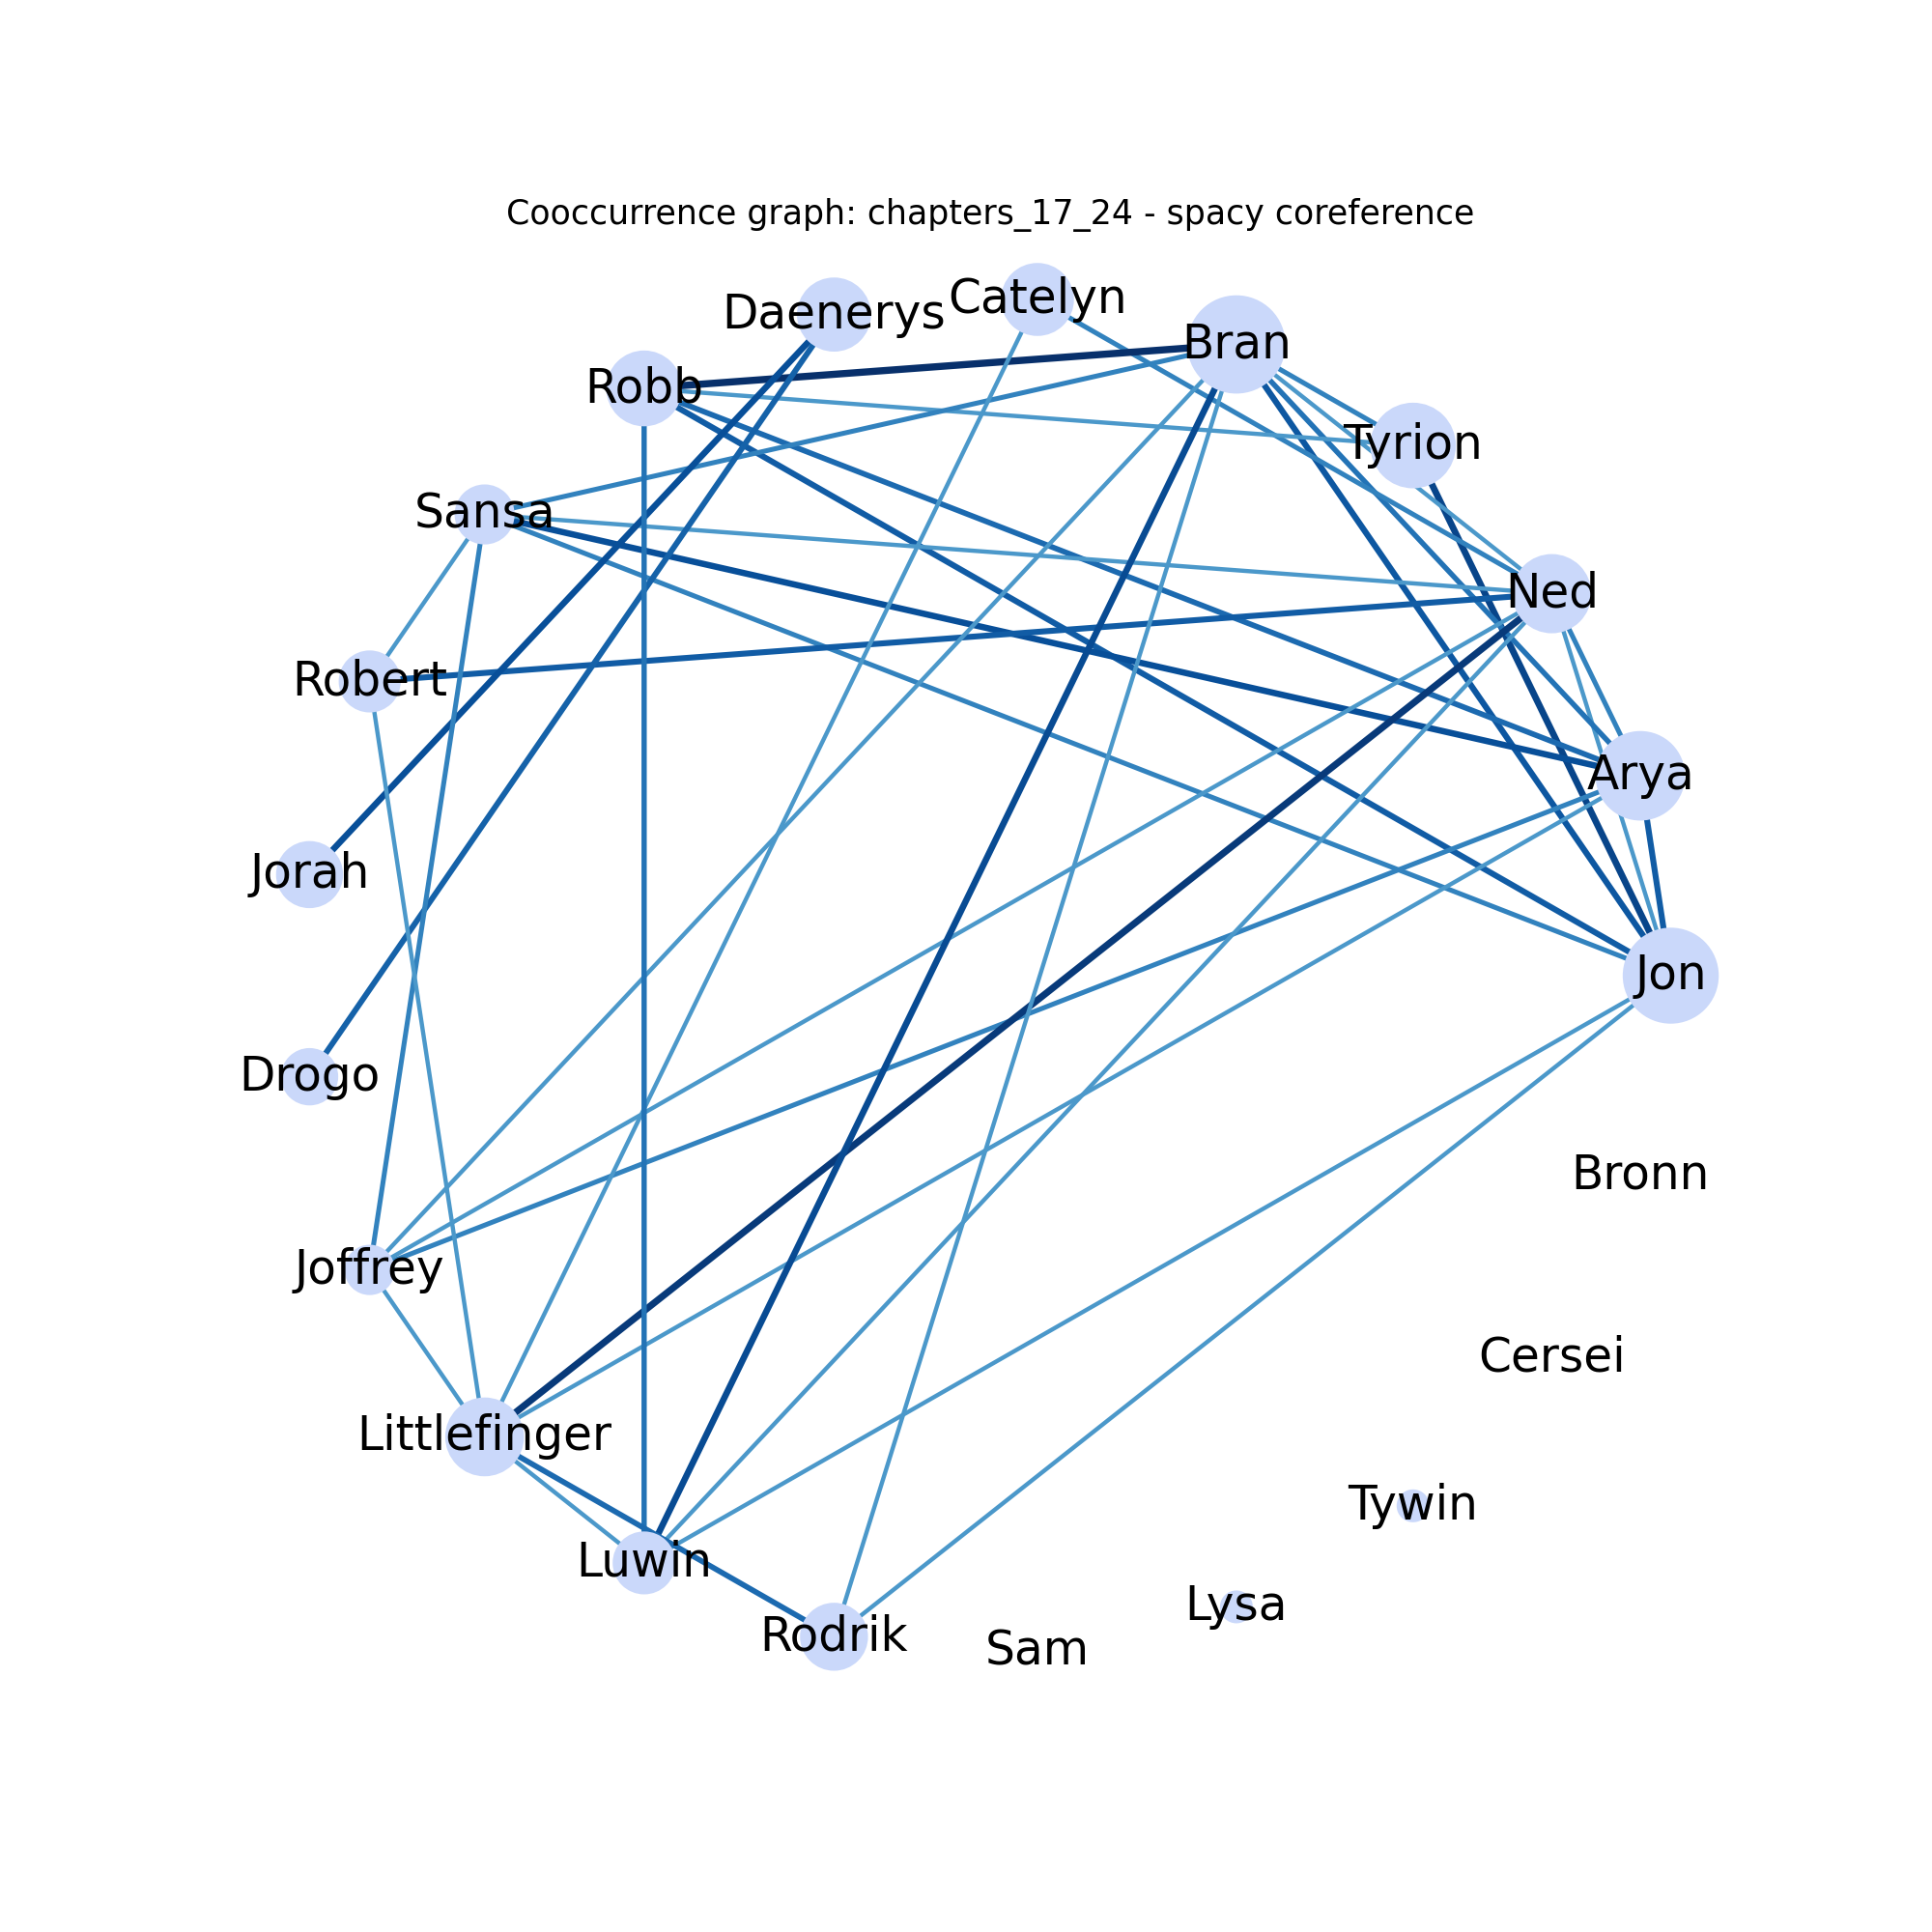 Cooccurrence graph: chapters_17_24 - spacy coreference
Catelyn
Daenerys
Bran
Robb
Tyrion
Sansa
Ned
Robert
Arya
Jorah
Jon
Drogo
Bronn
Joffrey
Cersei
Littlefinger
Tywin
Luwin
Lysa
Rodrik
Sam